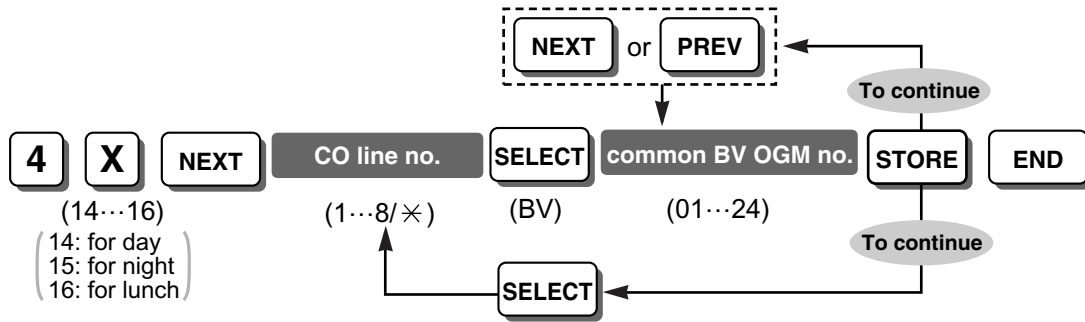 NEXT or PREV
To continue
4 X NEXT CO line no. SELECT common BV OGM no. STORE END
(14···16) (1···8/✳) (BV) (01···24)
14: for day
15: for night
16: for lunch
To continue
SELECT